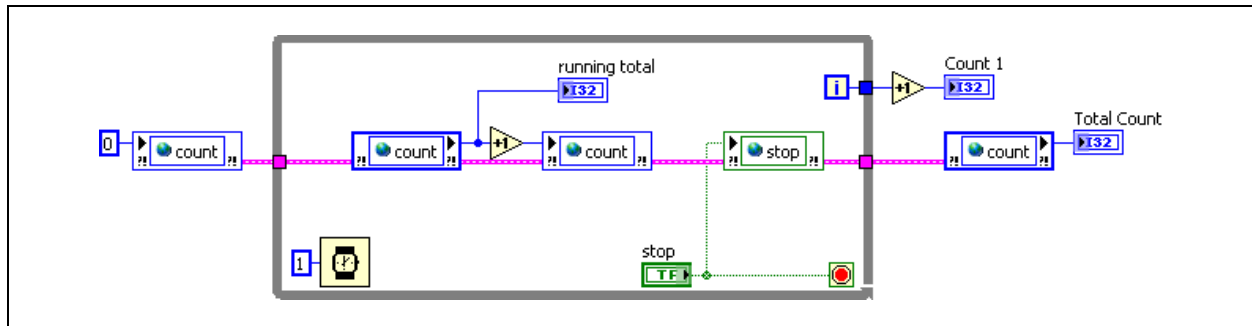 running total
I32
i
+1
Count 1
I32
0
?!
count
?!
?!
count
?!
+1
?!
count
?!
?!
stop
?!
?!
count
?!
Total Count
I32
1
stop
TF